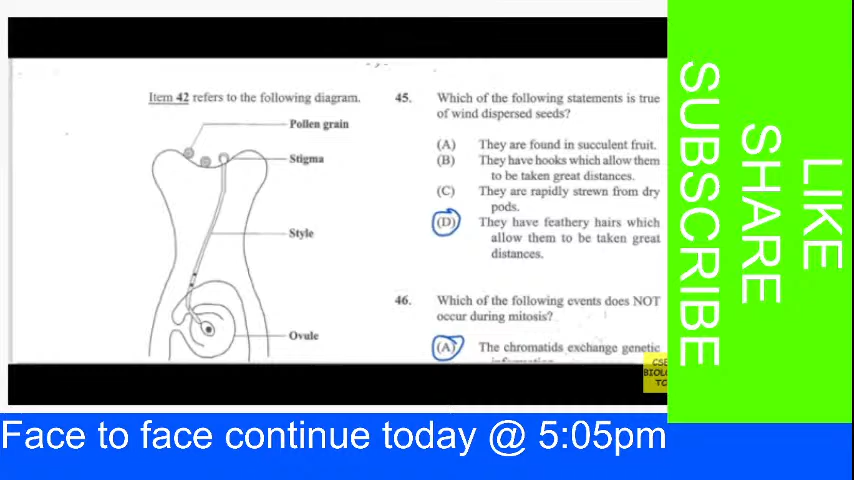 Item 42 refers to the following diagram.
Pollen grain
Stigma
Style
Ovule
45. Which of the following statements is true
of wind dispersed seeds?
(A) They are found in succulent fruit.
(B) They have hooks which allow them
to be taken great distances.
(C) They are rapidly strewn from dry
pods.
(D) They have feathery hairs which
allow them to be taken great
distances.
46. Which of the following events does NOT
occur during mitosis?
(A) The chromatids exchange genetic
information.
BIOL
TO
LIKE
SHARE
SUBSCRIBE
Face to face continue today @ 5:05pm